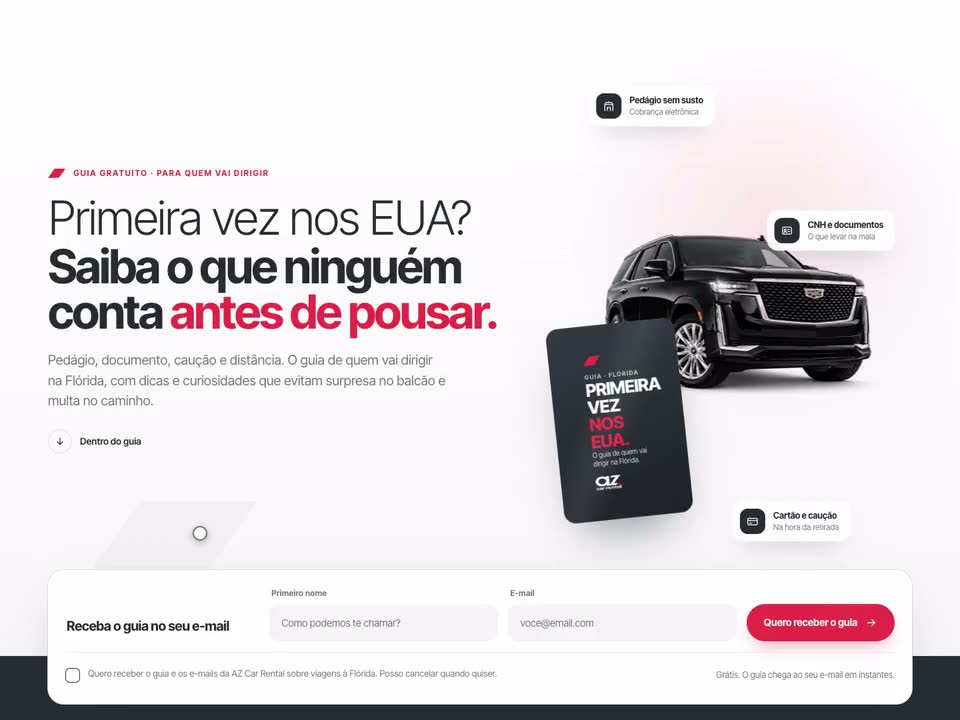 Pedágio sem susto
Cobrança eletrônica
GUIA GRATUITO · PARA QUEM VAI DIRIGIR
Primeira vez nos EUA?
Saiba o que ninguém
conta antes de pousar.
CNH e documentos
O que levar na mala
Pedágio, documento, caução e distância. O guia de quem vai dirigir
na Flórida, com dicas e curiosidades que evitam surpresa no balcão e
multa no caminho.
Dentro do guia
GUIA · FLÓRIDA
PRIMEIRA
VEZ
NOS
EUA.
O guia de quem vai
dirigir na Flórida.
az
car rental
Cartão e caução
Na hora da retirada
Receba o guia no seu e-mail
Primeiro nome
Como podemos te chamar?
E-mail
voce@email.com
Quero receber o guia →
Quero receber o guia e os e-mails da AZ Car Rental sobre viagens à Flórida. Posso cancelar quando quiser.
Grátis. O guia chega ao seu e-mail em instantes.